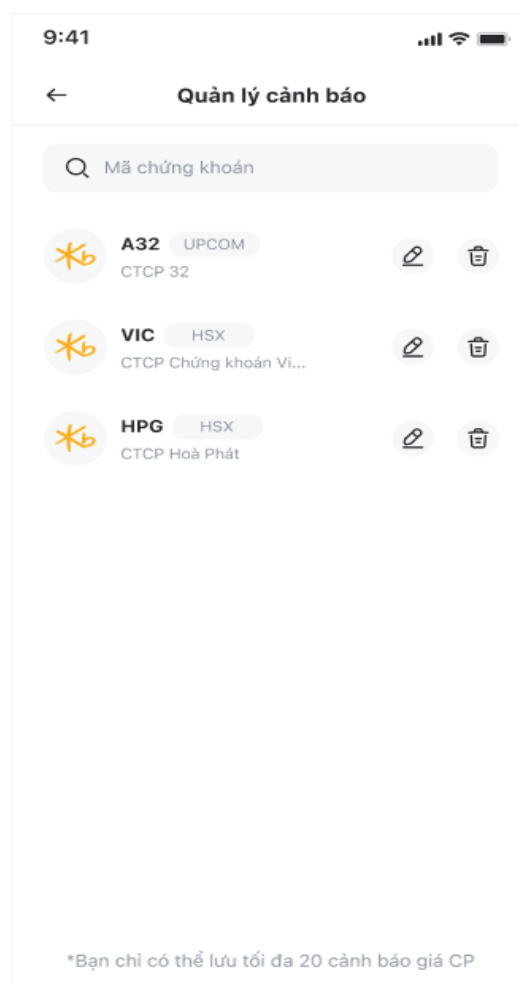 9:41
Quản lý cảnh báo
Mã chứng khoán
A32 UPCOM
CTCP 32
VIC HSX
CTCP Chứng khoán Vi...
HPG HSX
CTCP Hoà Phát
*Bạn chỉ có thể lưu tối đa 20 cảnh báo giá CP